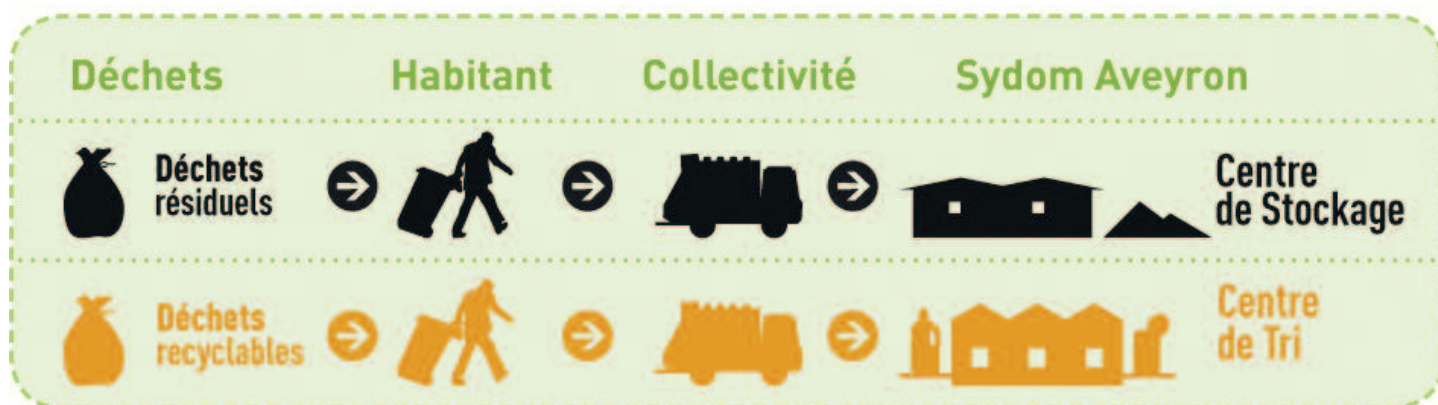 Déchets Habitant Collectivité Sydom Aveyron
Déchets
résiduels
Centre
de Stockage
Déchets
recyclables
Centre
de Tri